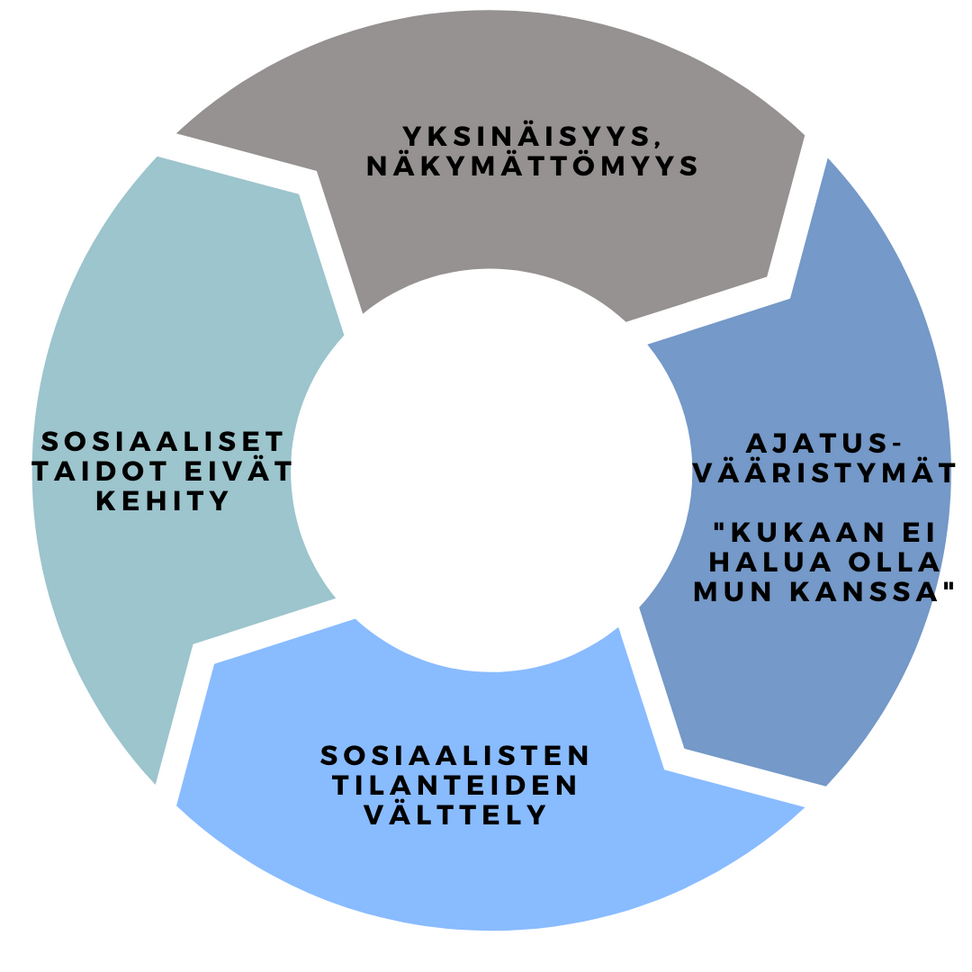 YKSINÄISYYS,
NÄKYMÄTTÖMYYS
AJATUS-
VÄÄRISTYMÄT
"KUKAAN EI
HALUA OLLA
MUN KANSSA"
SOSIAALISTEN
TILANTEIDEN
VÄLTTELY
SOSIAALISET
TAIDOT EIVÄT
KEHITY